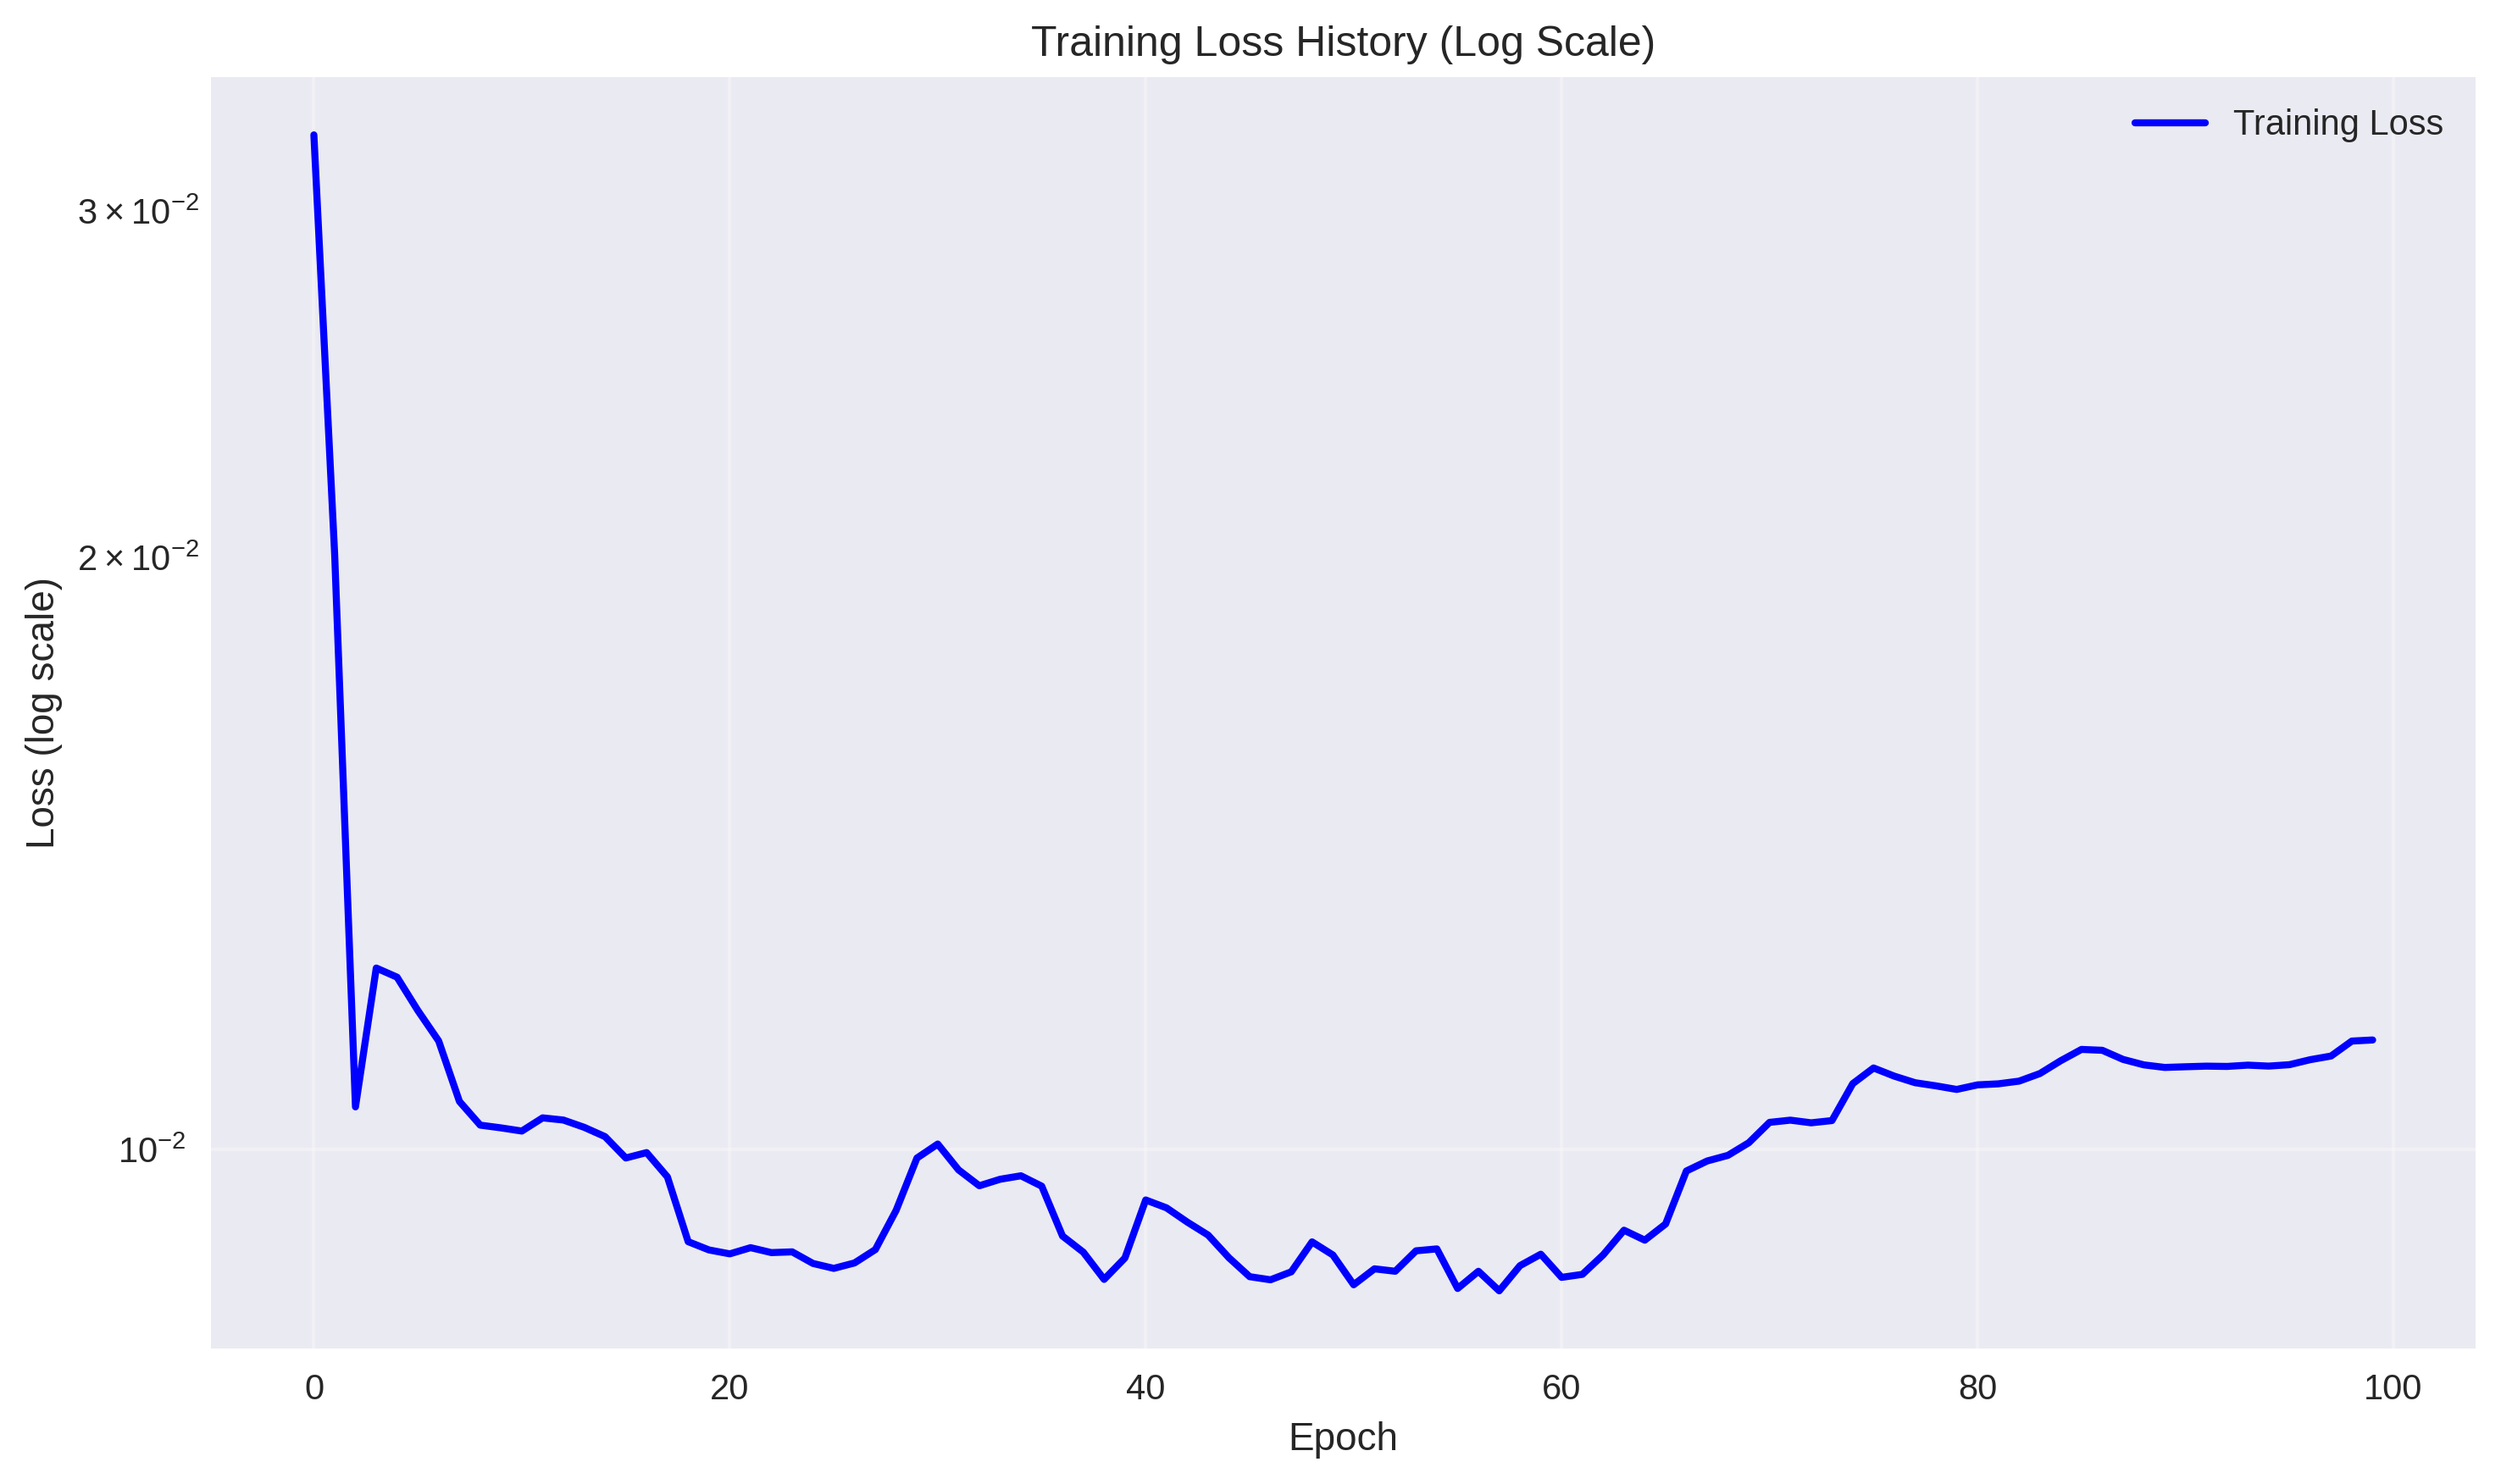 Training Loss History (Log Scale)
Training Loss
3 × 10⁻²
2 × 10⁻²
10⁻²
Loss (log scale)
0 20 40 60 80 100
Epoch